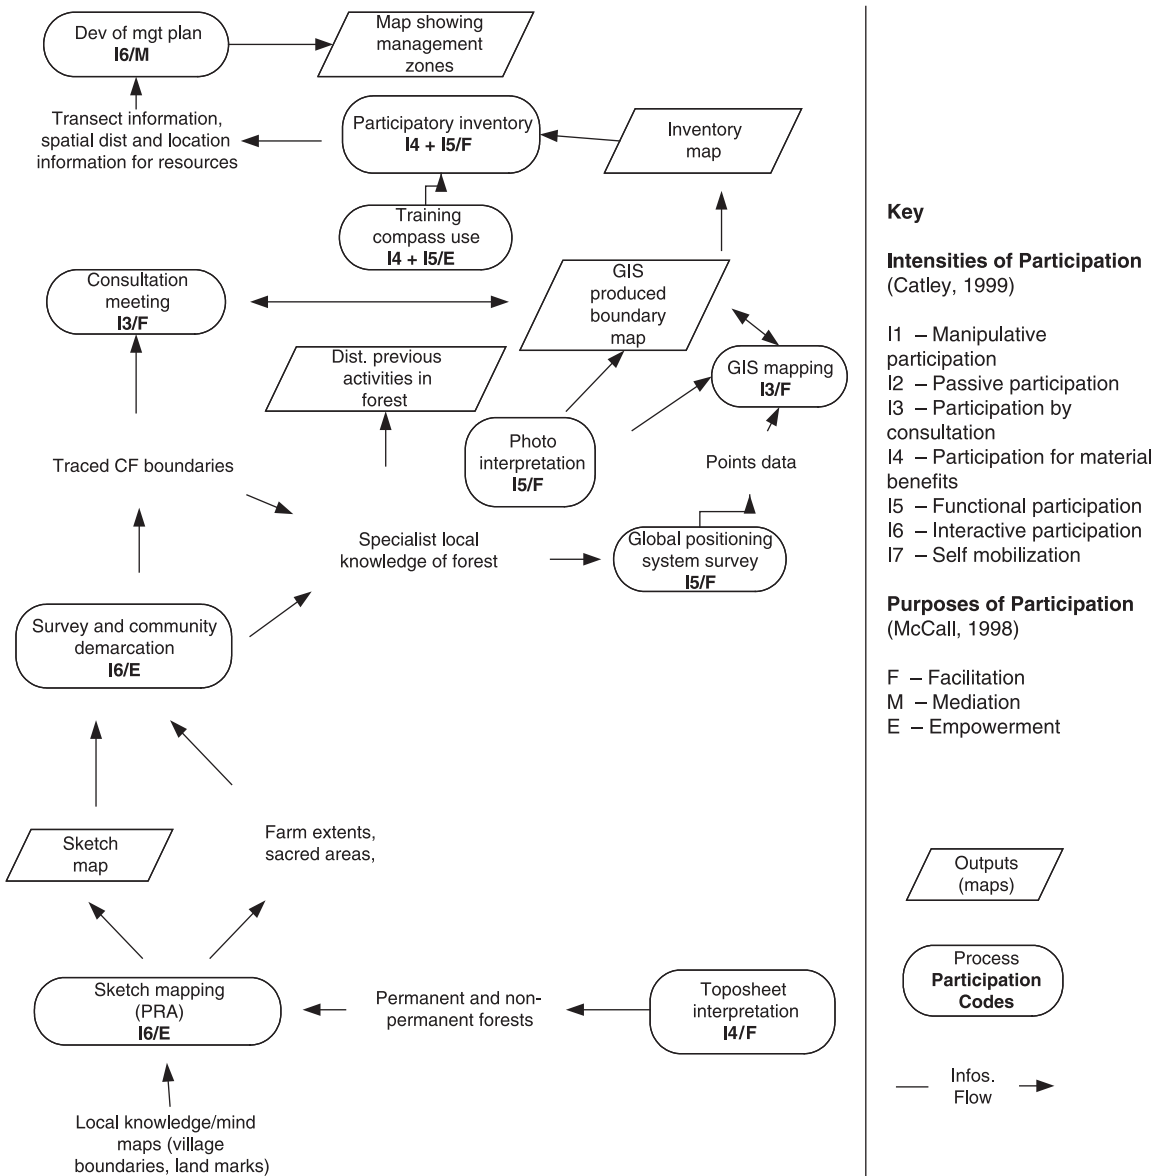 Dev of mgt plan
I6/M
Map showing
management
zones
Transect information,
spatial dist and location
information for resources
Participatory inventory
I4 + I5/F
Inventory
map
Training
compass use
I4 + I5/E
Consultation
meeting
I3/F
GIS
produced
boundary
map
Dist. previous
activities in
forest
GIS mapping
I3/F
Photo
interpretation
I5/F
Traced CF boundaries
Points data
Specialist local
knowledge of forest
Global positioning
system survey
I5/F
Survey and community
demarcation
I6/E
Sketch
map
Farm extents,
sacred areas,
Sketch mapping
(PRA)
I6/E
Permanent and non-
permanent forests
Toposheet
interpretation
I4/F
Local knowledge/mind
maps (village
boundaries, land marks)
Key
Intensities of Participation
(Catley, 1999)
I1 – Manipulative
participation
I2 – Passive participation
I3 – Participation by
consultation
I4 – Participation for material
benefits
I5 – Functional participation
I6 – Interactive participation
I7 – Self mobilization
Purposes of Participation
(McCall, 1998)
F – Facilitation
M – Mediation
E – Empowerment
Outputs
(maps)
Process
Participation
Codes
Infos.
Flow